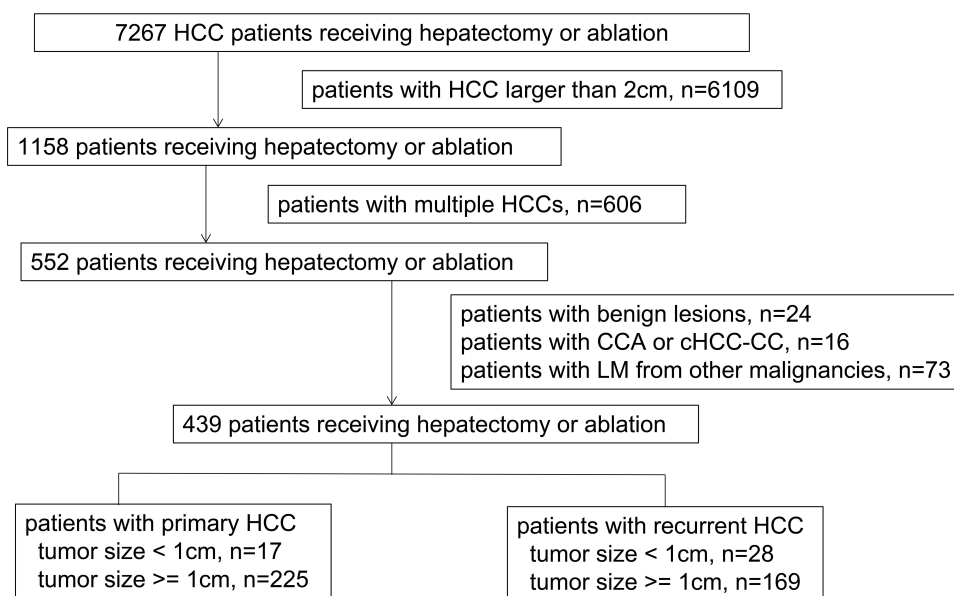 7267 HCC patients receiving hepatectomy or ablation
patients with HCC larger than 2cm, n=6109
1158 patients receiving hepatectomy or ablation
patients with multiple HCCs, n=606
552 patients receiving hepatectomy or ablation
patients with benign lesions, n=24
patients with CCA or cHCC-CC, n=16
patients with LM from other malignancies, n=73
439 patients receiving hepatectomy or ablation
patients with primary HCC
tumor size < 1cm, n=17
tumor size >= 1cm, n=225
patients with recurrent HCC
tumor size < 1cm, n=28
tumor size >= 1cm, n=169